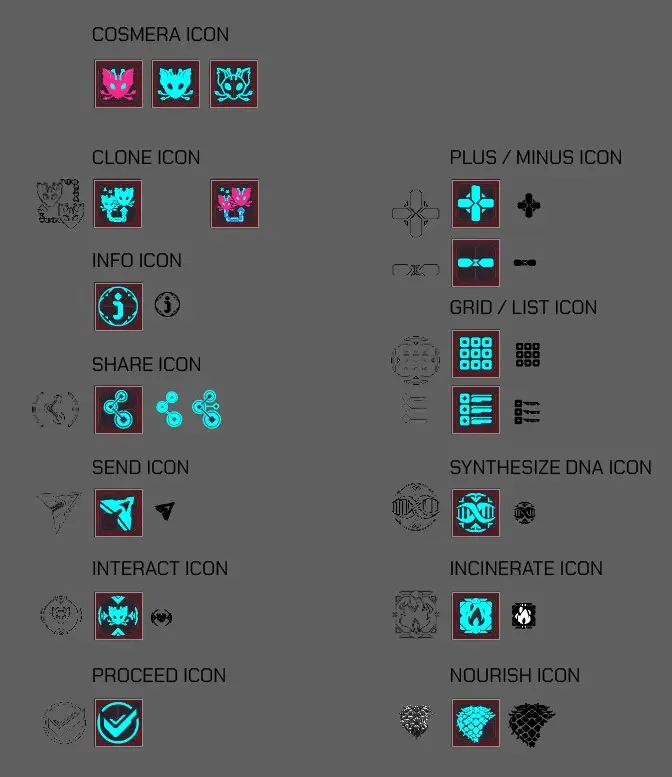 COSMERA ICON
CLONE ICON
INFO ICON
SHARE ICON
SEND ICON
INTERACT ICON
PROCEED ICON
PLUS / MINUS ICON
GRID / LIST ICON
SYNTHESIZE DNA ICON
INCINERATE ICON
NOURISH ICON